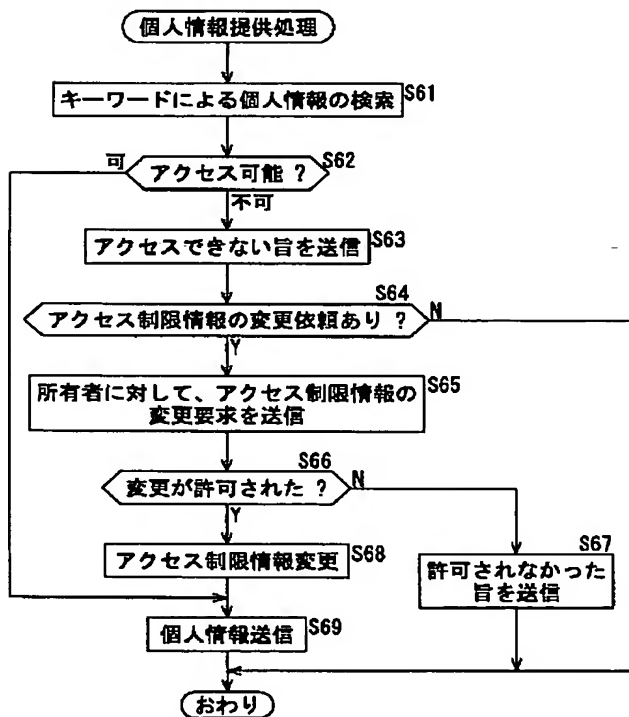 個人情報提供処理
キーワードによる個人情報の検索 S61
可 アクセス可能 ? S62
不可
アクセスできない旨を送信 S63
S64
アクセス制限情報の変更依頼あり ? N
Y
所有者に対して、アクセス制限情報の S65
変更要求を送信
S66
変更が許可された ? N
Y
S67
アクセス制限情報変更 S68
許可されなかった
旨を送信
個人情報送信 S69
おわり